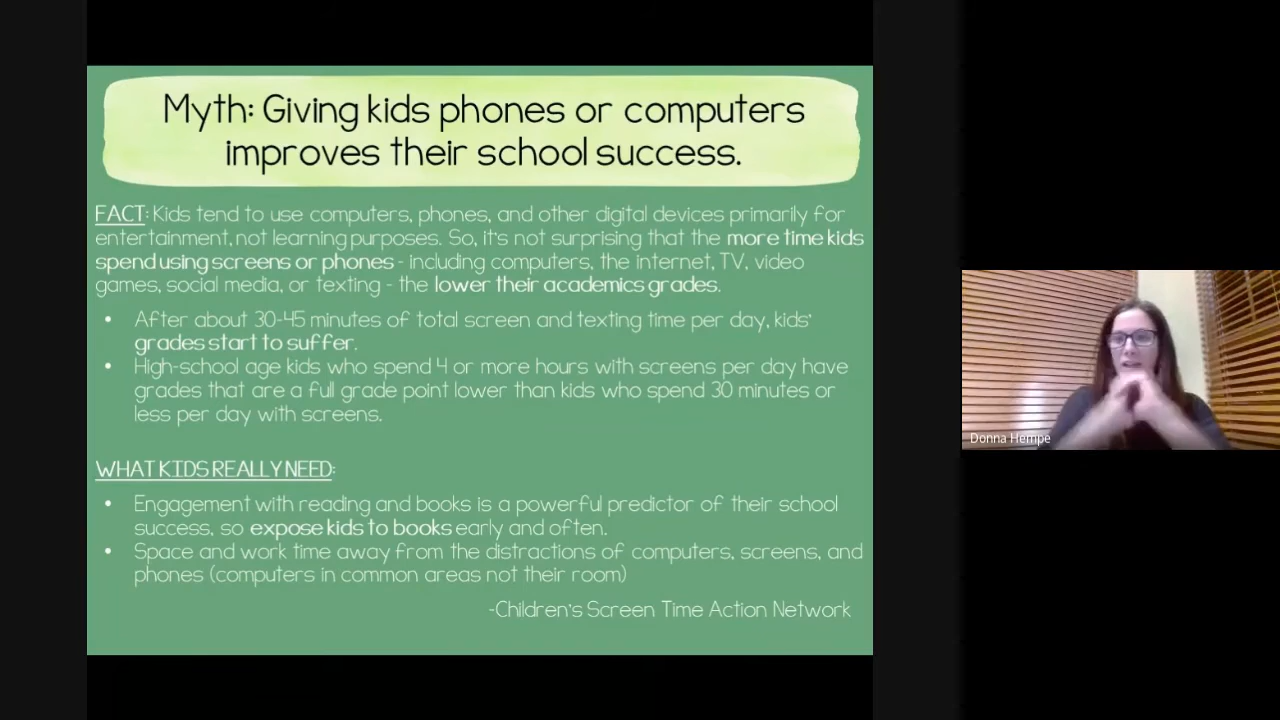 Myth: Giving kids phones or computers
improves their school success.
FACT: Kids tend to use computers, phones, and other digital devices primarily for
entertainment, not learning purposes. So, it's not surprising that the more time kids
spend using screens or phones - including computers, the internet, TV, video
games, social media, or texting - the lower their academics grades.
• After about 30-45 minutes of total screen and texting time per day, kids'
grades start to suffer.
• High-school age kids who spend 4 or more hours with screens per day have
grades that are a full grade point lower than kids who spend 30 minutes or
less per day with screens.
WHAT KIDS REALLY NEED:
• Engagement with reading and books is a powerful predictor of their school
success, so expose kids to books early and often.
• Space and work time away from the distractions of computers, screens, and
phones (computers in common areas not their room)
-Children's Screen Time Action Network
Donna Hempe